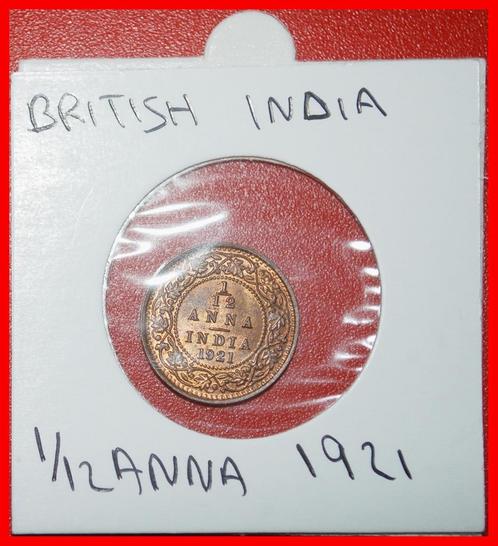 BRITISH INDIA
1
12
ANNA
INDIA
1921
1/12 ANNA 1921